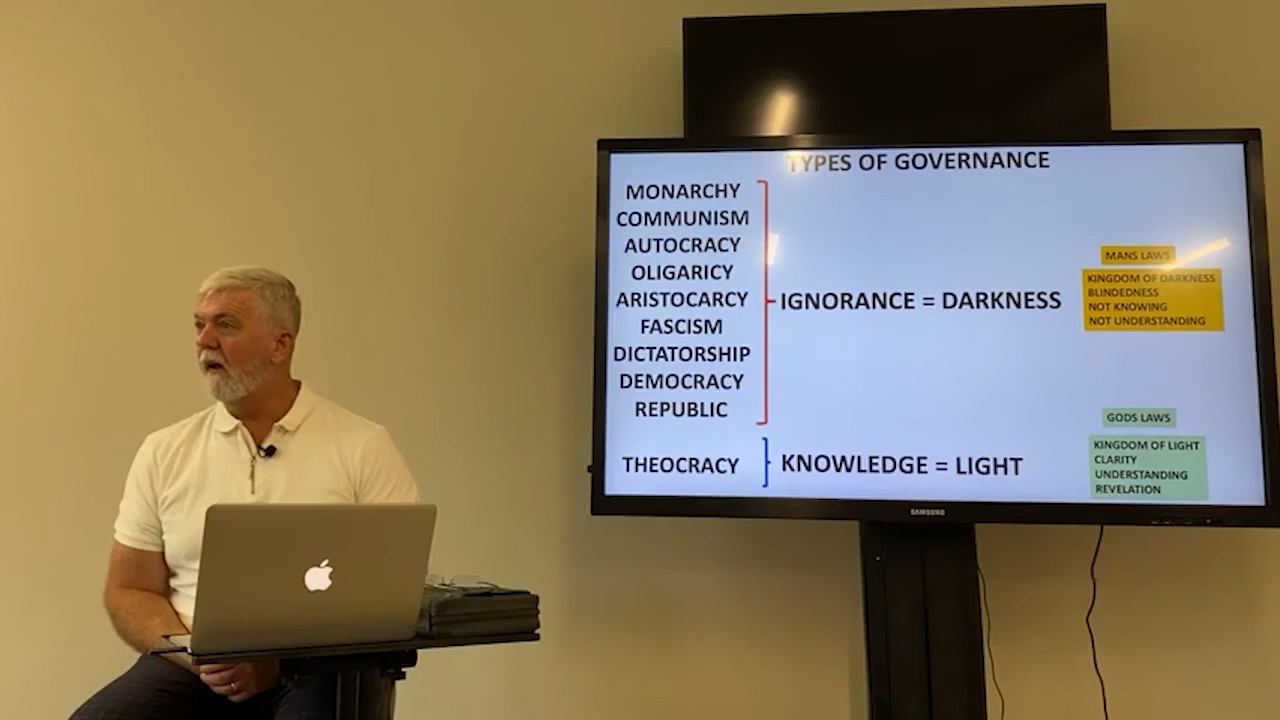 TYPES OF GOVERNANCE
MONARCHY
COMMUNISM
AUTOCRACY
OLIGARICY
ARISTOCARCY
FASCISM
DICTATORSHIP
DEMOCRACY
REPUBLIC
IGNORANCE = DARKNESS
MANS LAWS
KINGDOM OF DARKNESS
BLINDEDNESS
NOT KNOWING
NOT UNDERSTANDING
THEOCRACY
KNOWLEDGE = LIGHT
GODS LAWS
KINGDOM OF LIGHT
CLARITY
UNDERSTANDING
REVELATION
SAMSUNG